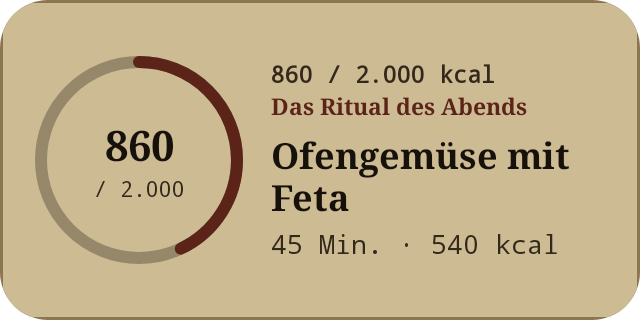 860
/ 2.000
860 / 2.000 kcal
Das Ritual des Abends
Ofengemüse mit
Feta
45 Min. · 540 kcal